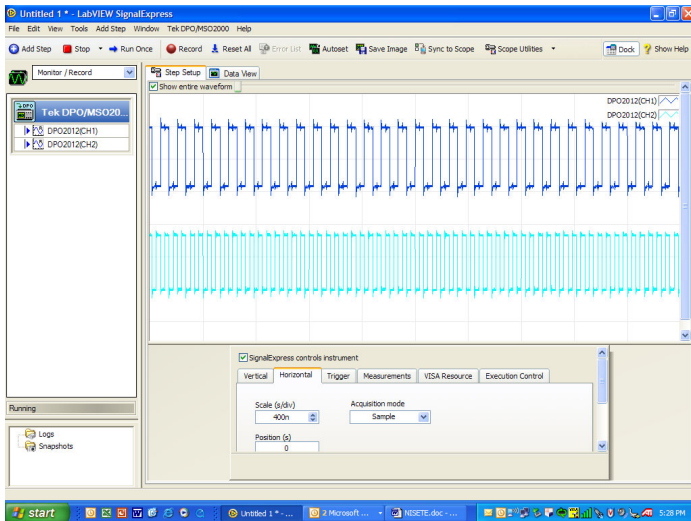 Untitled 1 * - LabVIEW SignalExpress
File Edit View Tools Add Step Window Tek DPO/MSO2000 Help
Add Step Stop Run Once Record Reset All Error List Autoset Save Image Sync to Scope Scope Utilities Dock Show Help
Monitor / Record
Step Setup Data View
Show entire waveform
DPO
Tek DPO/MSO20...
DPO2012(CH1)
DPO2012(CH2)
DPO2012(CH1)
DPO2012(CH2)
SignalExpress controls instrument
Vertical Horizontal Trigger Measurements VISA Resource Execution Control
Scale (s/div) Acquisition mode
400n Sample
Position (s)
0
Running
Logs
Snapshots
start Untitled 1 * - ... 2 Microsoft ... NISETE.doc - ... 5:28 PM